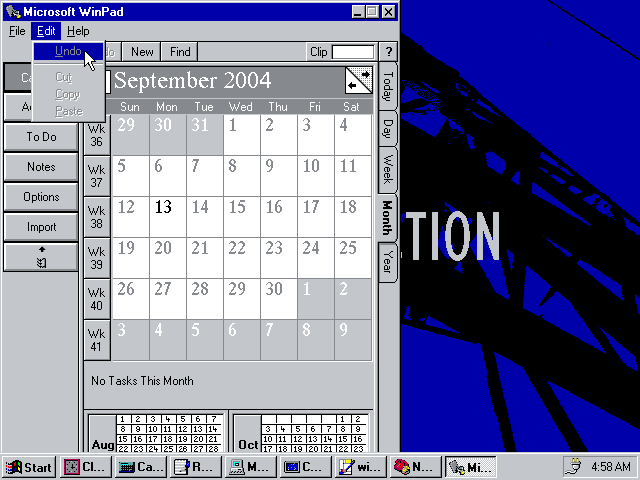 Microsoft WinPad
File Edit Help
Undo
New Find Clip ?
Cut
Copy
Paste
September 2004
Sun Mon Tue Wed Thu Fri Sat
Wk 36 29 30 31 1 2 3 4
Wk 37 5 6 7 8 9 10 11
Wk 38 12 13 14 15 16 17 18
Wk 39 19 20 21 22 23 24 25
Wk 40 26 27 28 29 30 1 2
Wk 41 3 4 5 6 7 8 9
To Do
Notes
Options
Import
Today
Day
Week
Month
Year
TION
No Tasks This Month
Aug
1 2 3 4 5 6 7
8 9 10 11 12 13 14
15 16 17 18 19 20 21
22 23 24 25 26 27 28
Oct
1 2
3 4 5 6 7 8 9
10 11 12 13 14 15 16
17 18 19 20 21 22 23
Start Cl... Ca... R... M... C... wi... N... Mi... 4:58 AM